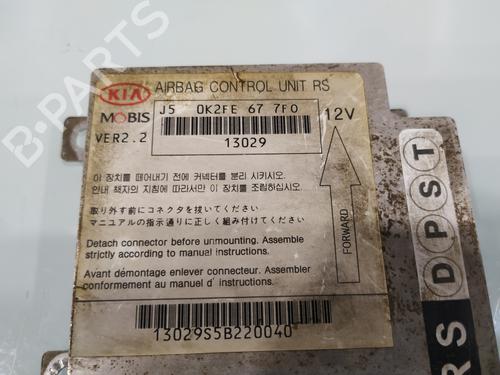 KIA
AIRBAG CONTROL UNIT RS
MOBIS
J5 0K2FE 67 7F0
12V
VER2.2
13029
이 장치를 떼어내기 전에 커넥터를 분리 시키시오.
안내 책자의 지침에 따라서만 이 장치를 조립하십시오.
取り外す前にコネクタを抜いてください。
マニュアルの指示通りに正しく組み付けてください
Detach connector before unmounting. Assemble
strictly according to manual instructions.
Avant démontage enlever connecteur. Assembler
conformement au manuel d' instructions.
FORWARD
13029S5B220040
RS D P S T
B-PARTS